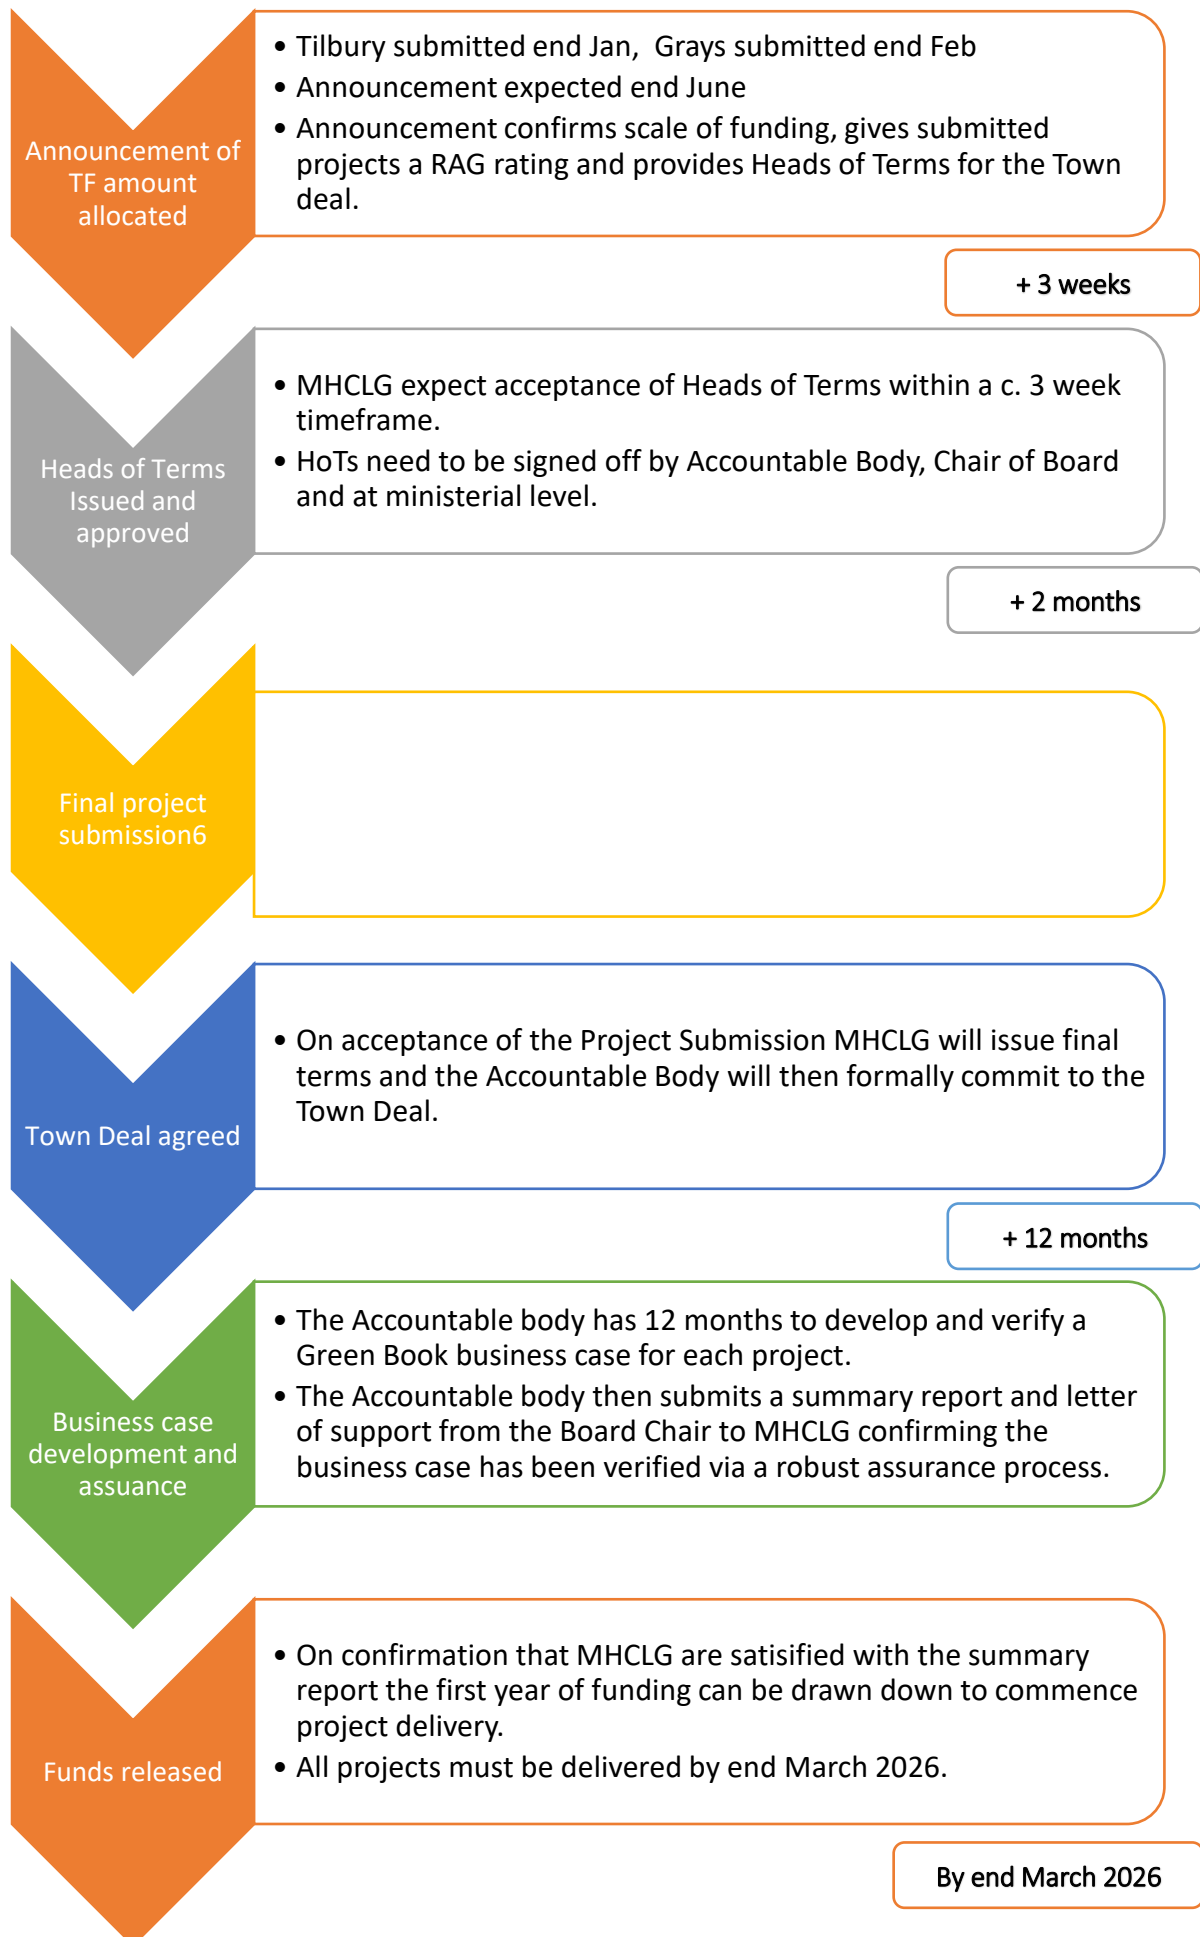 Announcement of
TF amount
allocated
• Tilbury submitted end Jan,  Grays submitted end Feb
• Announcement expected end June
• Announcement confirms scale of funding, gives submitted
projects a RAG rating and provides Heads of Terms for the Town
deal.
+ 3 weeks
Heads of Terms
Issued and
approved
• MHCLG expect acceptance of Heads of Terms within a c. 3 week
timeframe.
• HoTs need to be signed off by Accountable Body, Chair of Board
and at ministerial level.
+ 2 months
Final project
submission6
Town Deal agreed
• On acceptance of the Project Submission MHCLG will issue final
terms and the Accountable Body will then formally commit to the
Town Deal.
+ 12 months
Business case
development and
assuance
• The Accountable body has 12 months to develop and verify a
Green Book business case for each project.
• The Accountable body then submits a summary report and letter
of support from the Board Chair to MHCLG confirming the
business case has been verified via a robust assurance process.
Funds released
• On confirmation that MHCLG are satisified with the summary
report the first year of funding can be drawn down to commence
project delivery.
• All projects must be delivered by end March 2026.
By end March 2026